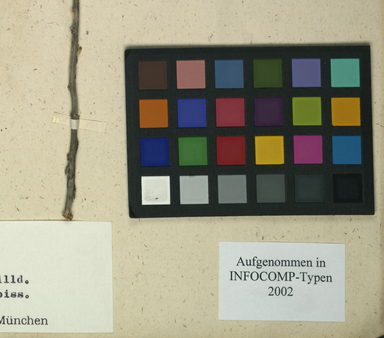 illd.
oiss.
München
Aufgenommen in
INFOCOMP-Typen
2002